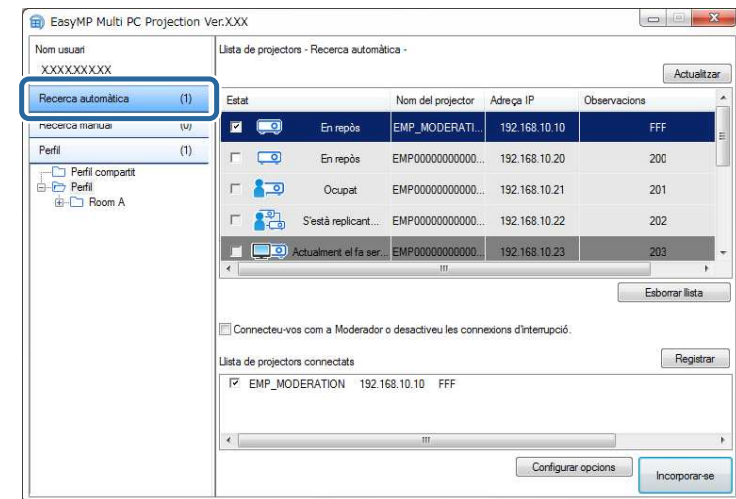 EasyMP Multi PC Projection Ver.X.XX
Nom usuari
XXXXXXXXX
Recerca automàtica (1)
Recerca manual (0)
Perfil (1)
Perfil compartit
Perfil
Room A
Llista de projectors - Recerca automàtica -
Actualitzar
Estat Nom del projector Adreça IP Observacions
En repòs EMP_MODERATI... 192.168.10.10 FFF
En repòs EMP00000000000... 192.168.10.20 200
Ocupat EMP00000000000... 192.168.10.21 201
S'està replicant... EMP00000000000... 192.168.10.22 202
Actualment el fa ser... EMP00000000000... 192.168.10.23 203
Esborrar llista
Connecteu-vos com a Moderador o desactiveu les connexions d'interrupció.
Llista de projectors connectats
Registrar
EMP_MODERATION 192.168.10.10 FFF
Configurar opcions
Incorporar-se